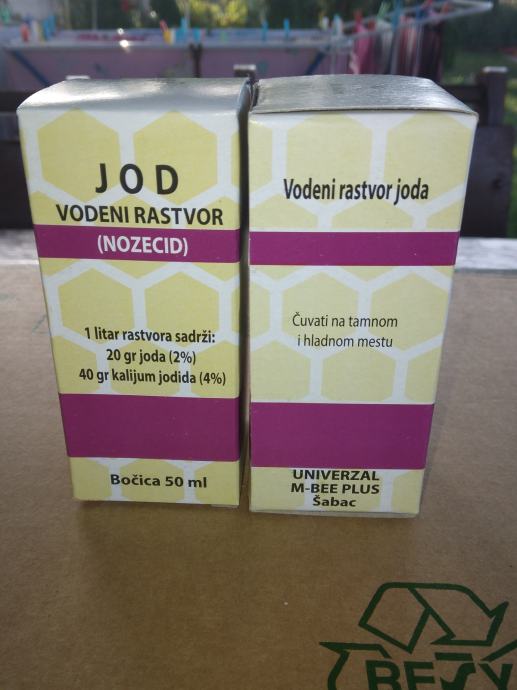 J O D
VODENI RASTVOR
(NOZECID)
1 litar rastvora sadrži:
20 gr joda (2%)
40 gr kalijum jodida (4%)
Bočica 50 ml
Vodeni rastvor joda
Čuvati na tamnom
i hladnom mestu
UNIVERZAL
M-BEE PLUS
Šabac